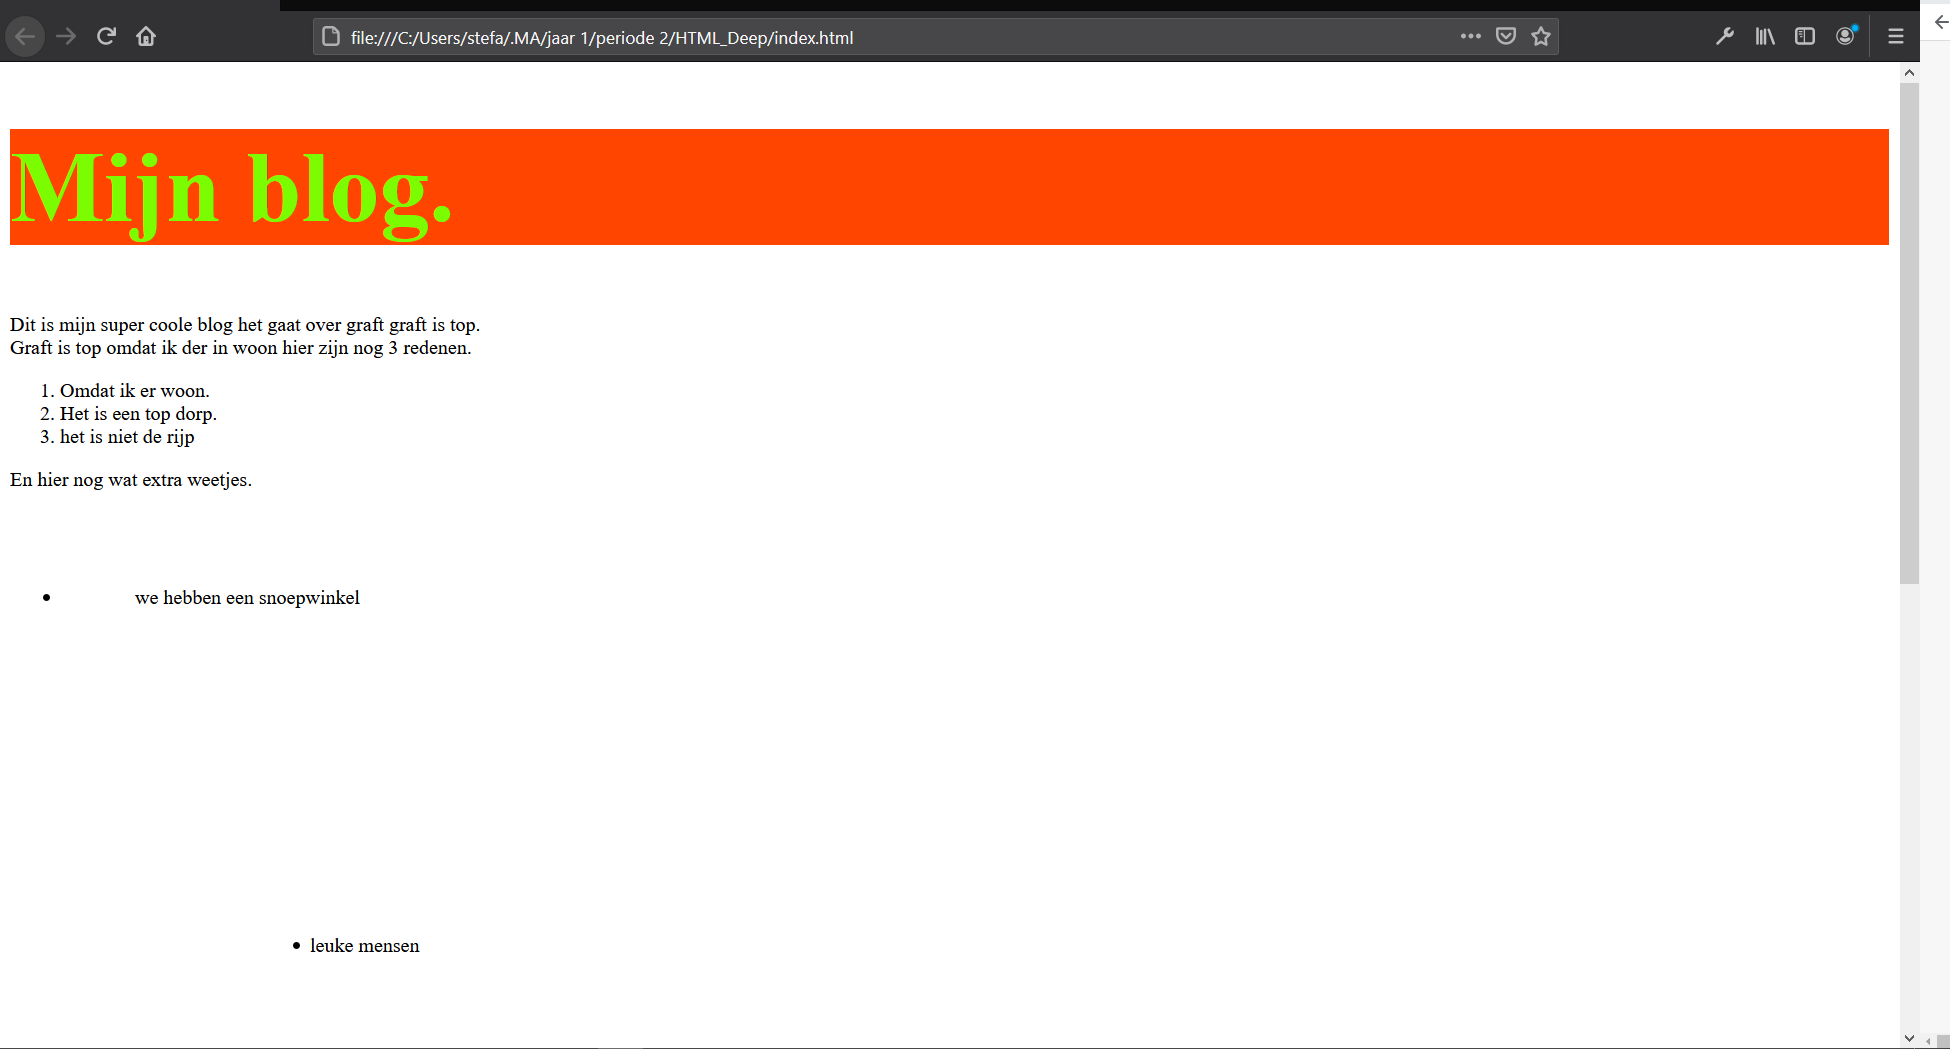 file:///C:/Users/stefa/.MA/jaar 1/periode 2/HTML_Deep/index.html
Mijn blog.
Dit is mijn super coole blog het gaat over graft graft is top.
Graft is top omdat ik der in woon hier zijn nog 3 redenen.
1. Omdat ik er woon.
2. Het is een top dorp.
3. het is niet de rijp
En hier nog wat extra weetjes.
• we hebben een snoepwinkel
• leuke mensen